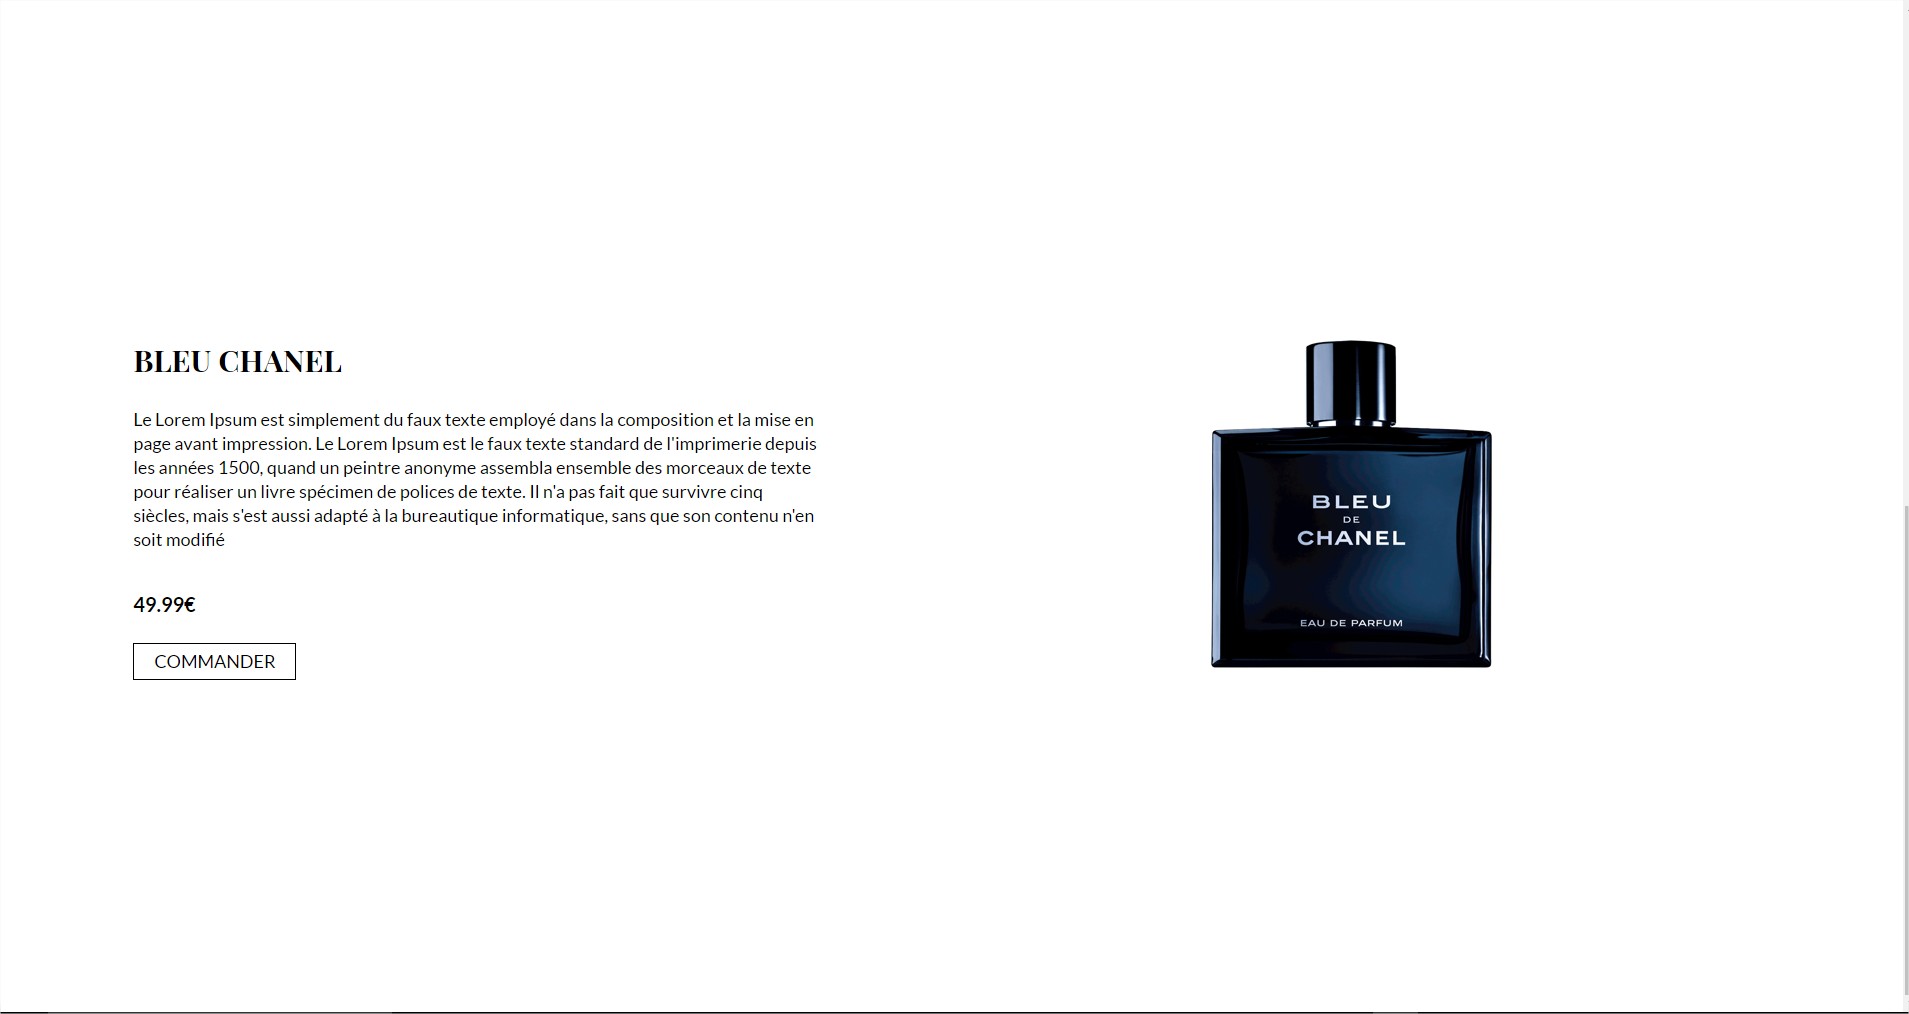 BLEU CHANEL
Le Lorem Ipsum est simplement du faux texte employé dans la composition et la mise en
page avant impression. Le Lorem Ipsum est le faux texte standard de l'imprimerie depuis
les années 1500, quand un peintre anonyme assembla ensemble des morceaux de texte
pour réaliser un livre spécimen de polices de texte. Il n'a pas fait que survivre cinq
siècles, mais s'est aussi adapté à la bureautique informatique, sans que son contenu n'en
soit modifié
49.99€
COMMANDER
BLEU
DE
CHANEL
EAU DE PARFUM